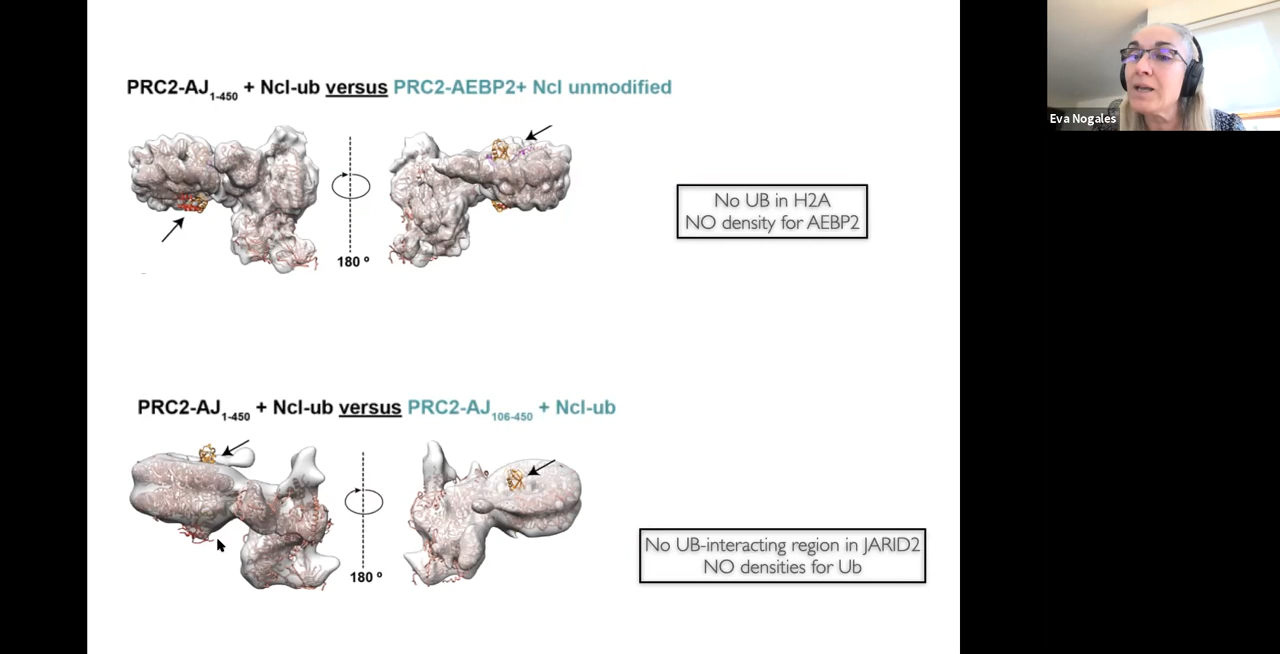 PRC2-AJ1-450 + Ncl-ub versus PRC2-AEBP2+ Ncl unmodified
Eva Nogales
180 º
No UB in H2A
NO density for AEBP2
PRC2-AJ1-450 + Ncl-ub versus PRC2-AJ106-450 + Ncl-ub
180 º
No UB-interacting region in JARID2
NO densities for Ub